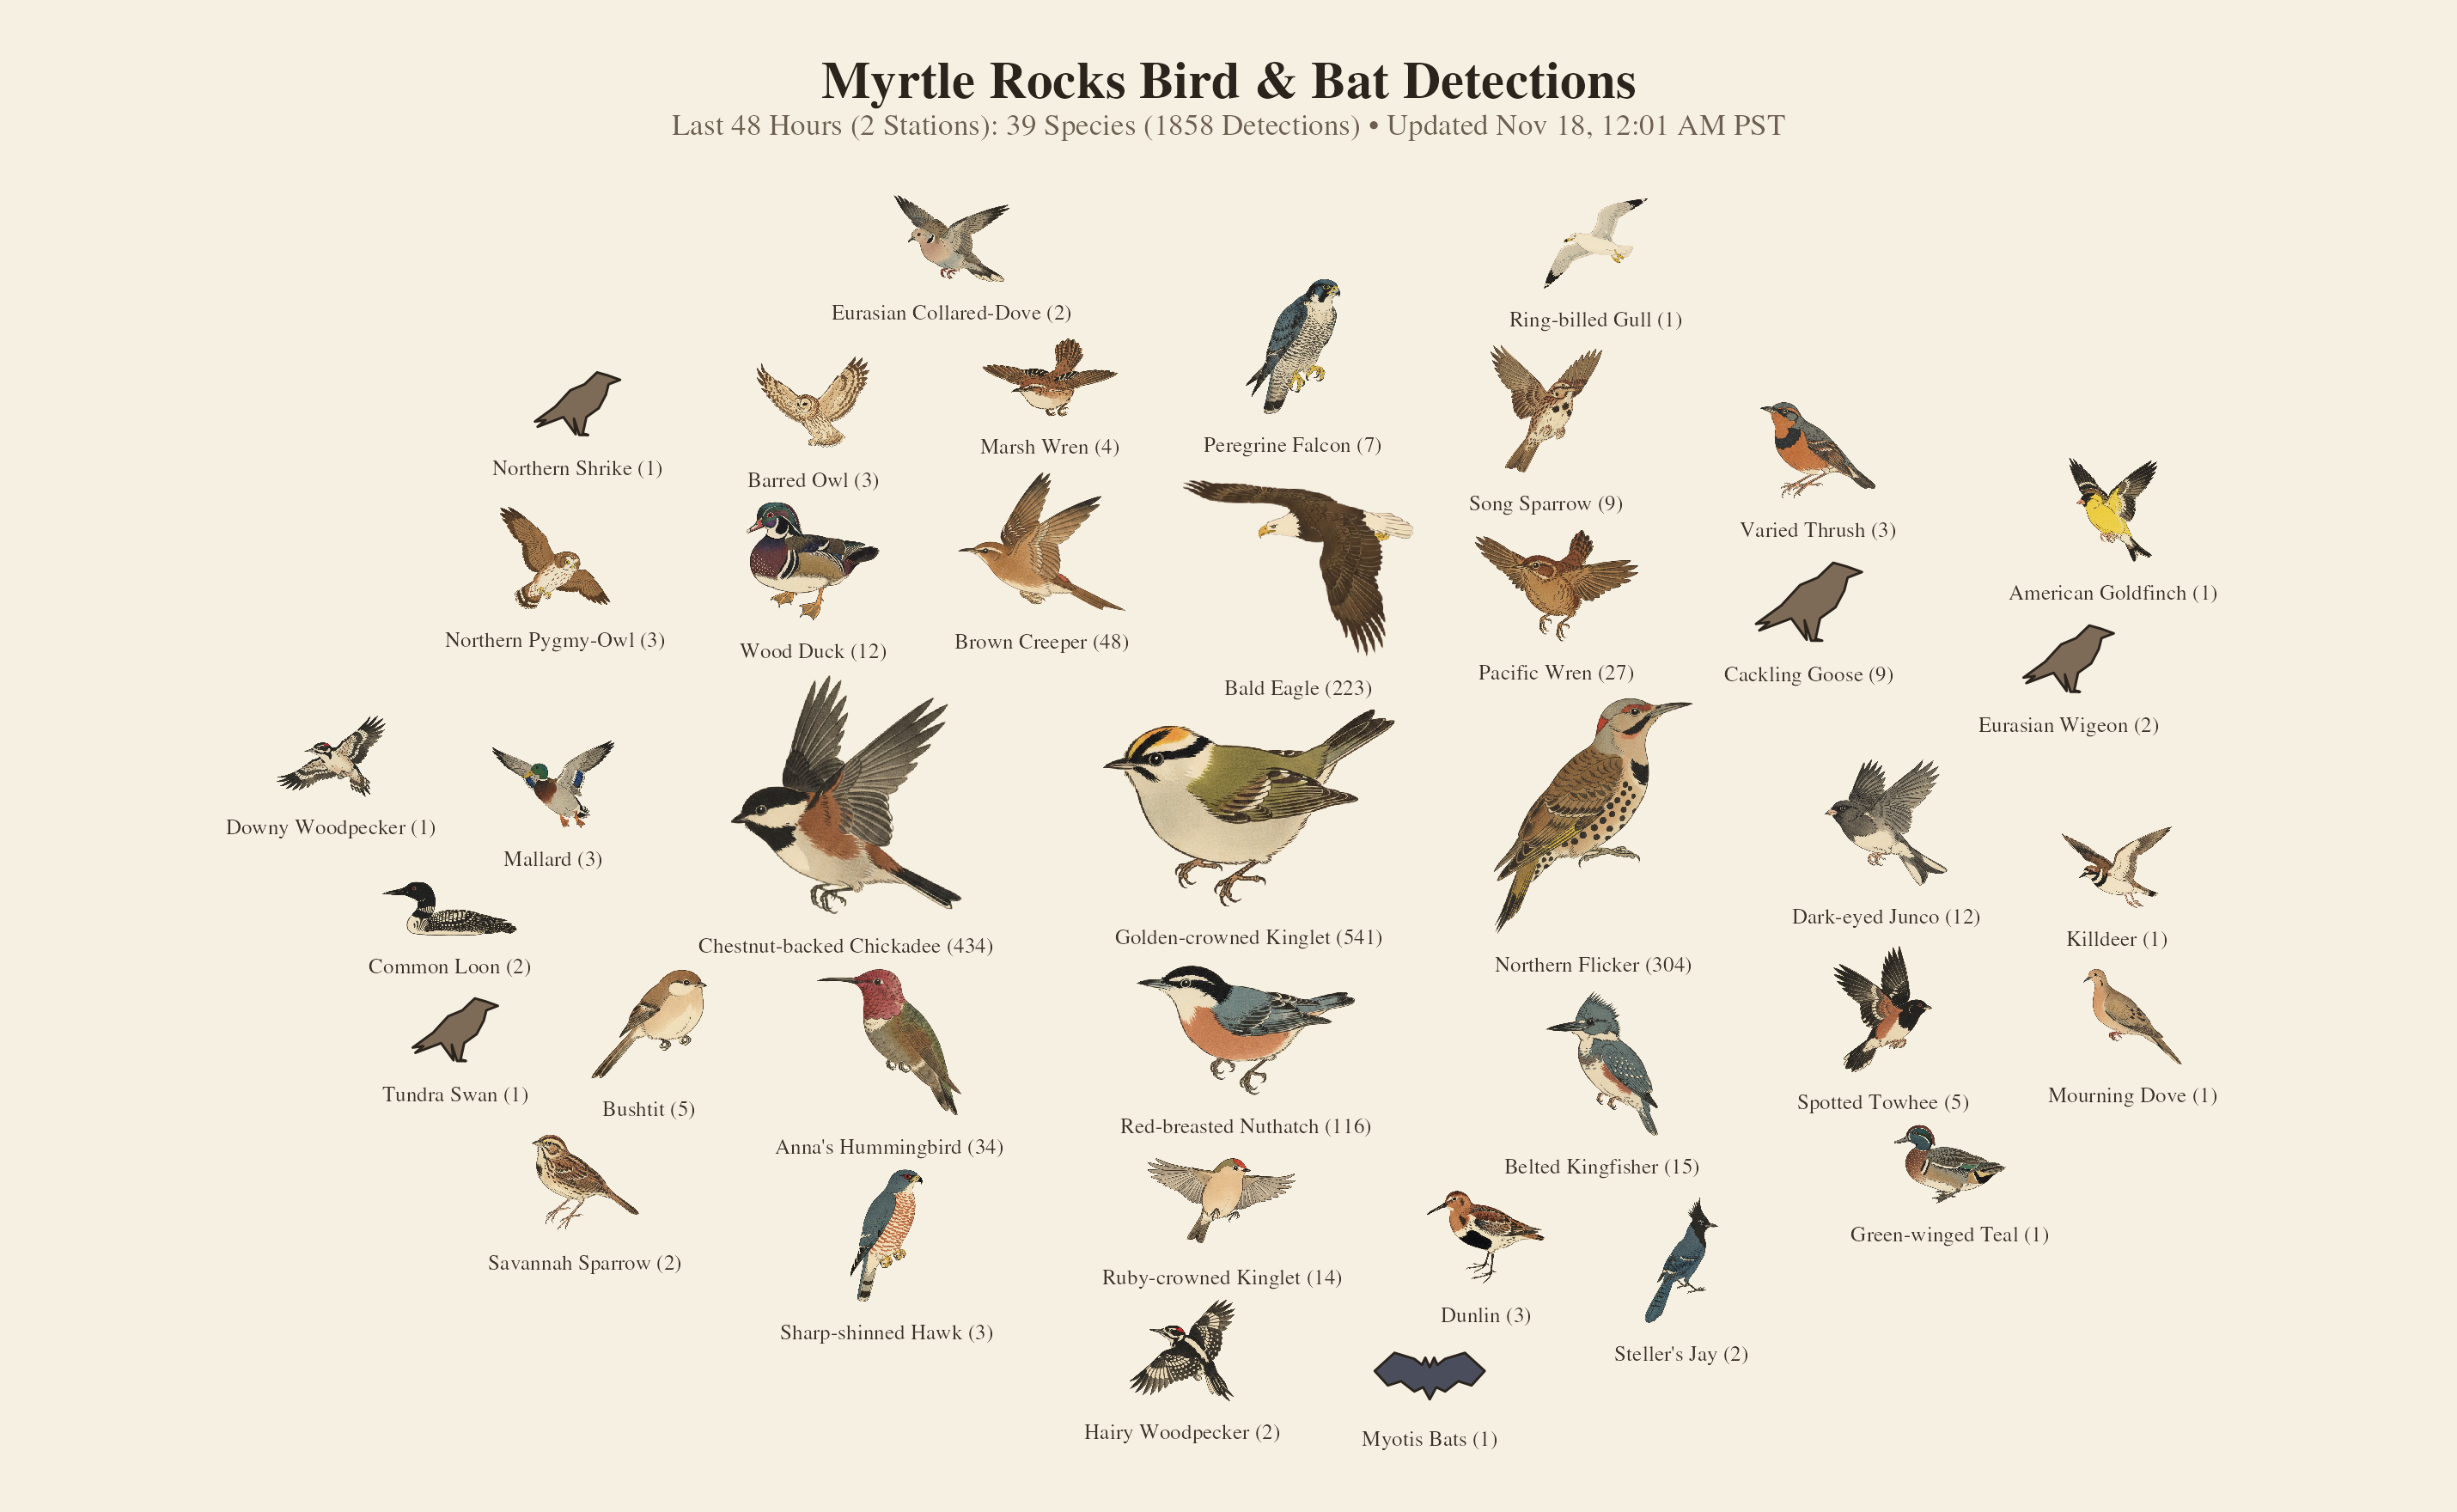 Myrtle Rocks Bird & Bat Detections
Last 48 Hours (2 Stations): 39 Species (1858 Detections) • Updated Nov 18, 12:01 AM PST
Eurasian Collared-Dove (2)
Ring-billed Gull (1)
Northern Shrike (1)
Barred Owl (3)
Marsh Wren (4)
Peregrine Falcon (7)
Song Sparrow (9)
Varied Thrush (3)
American Goldfinch (1)
Northern Pygmy-Owl (3)
Wood Duck (12)
Brown Creeper (48)
Bald Eagle (223)
Pacific Wren (27)
Cackling Goose (9)
Eurasian Wigeon (2)
Downy Woodpecker (1)
Mallard (3)
Chestnut-backed Chickadee (434)
Golden-crowned Kinglet (541)
Northern Flicker (304)
Dark-eyed Junco (12)
Killdeer (1)
Common Loon (2)
Tundra Swan (1)
Bushtit (5)
Anna's Hummingbird (34)
Red-breasted Nuthatch (116)
Belted Kingfisher (15)
Spotted Towhee (5)
Mourning Dove (1)
Savannah Sparrow (2)
Sharp-shinned Hawk (3)
Ruby-crowned Kinglet (14)
Dunlin (3)
Steller's Jay (2)
Green-winged Teal (1)
Hairy Woodpecker (2)
Myotis Bats (1)